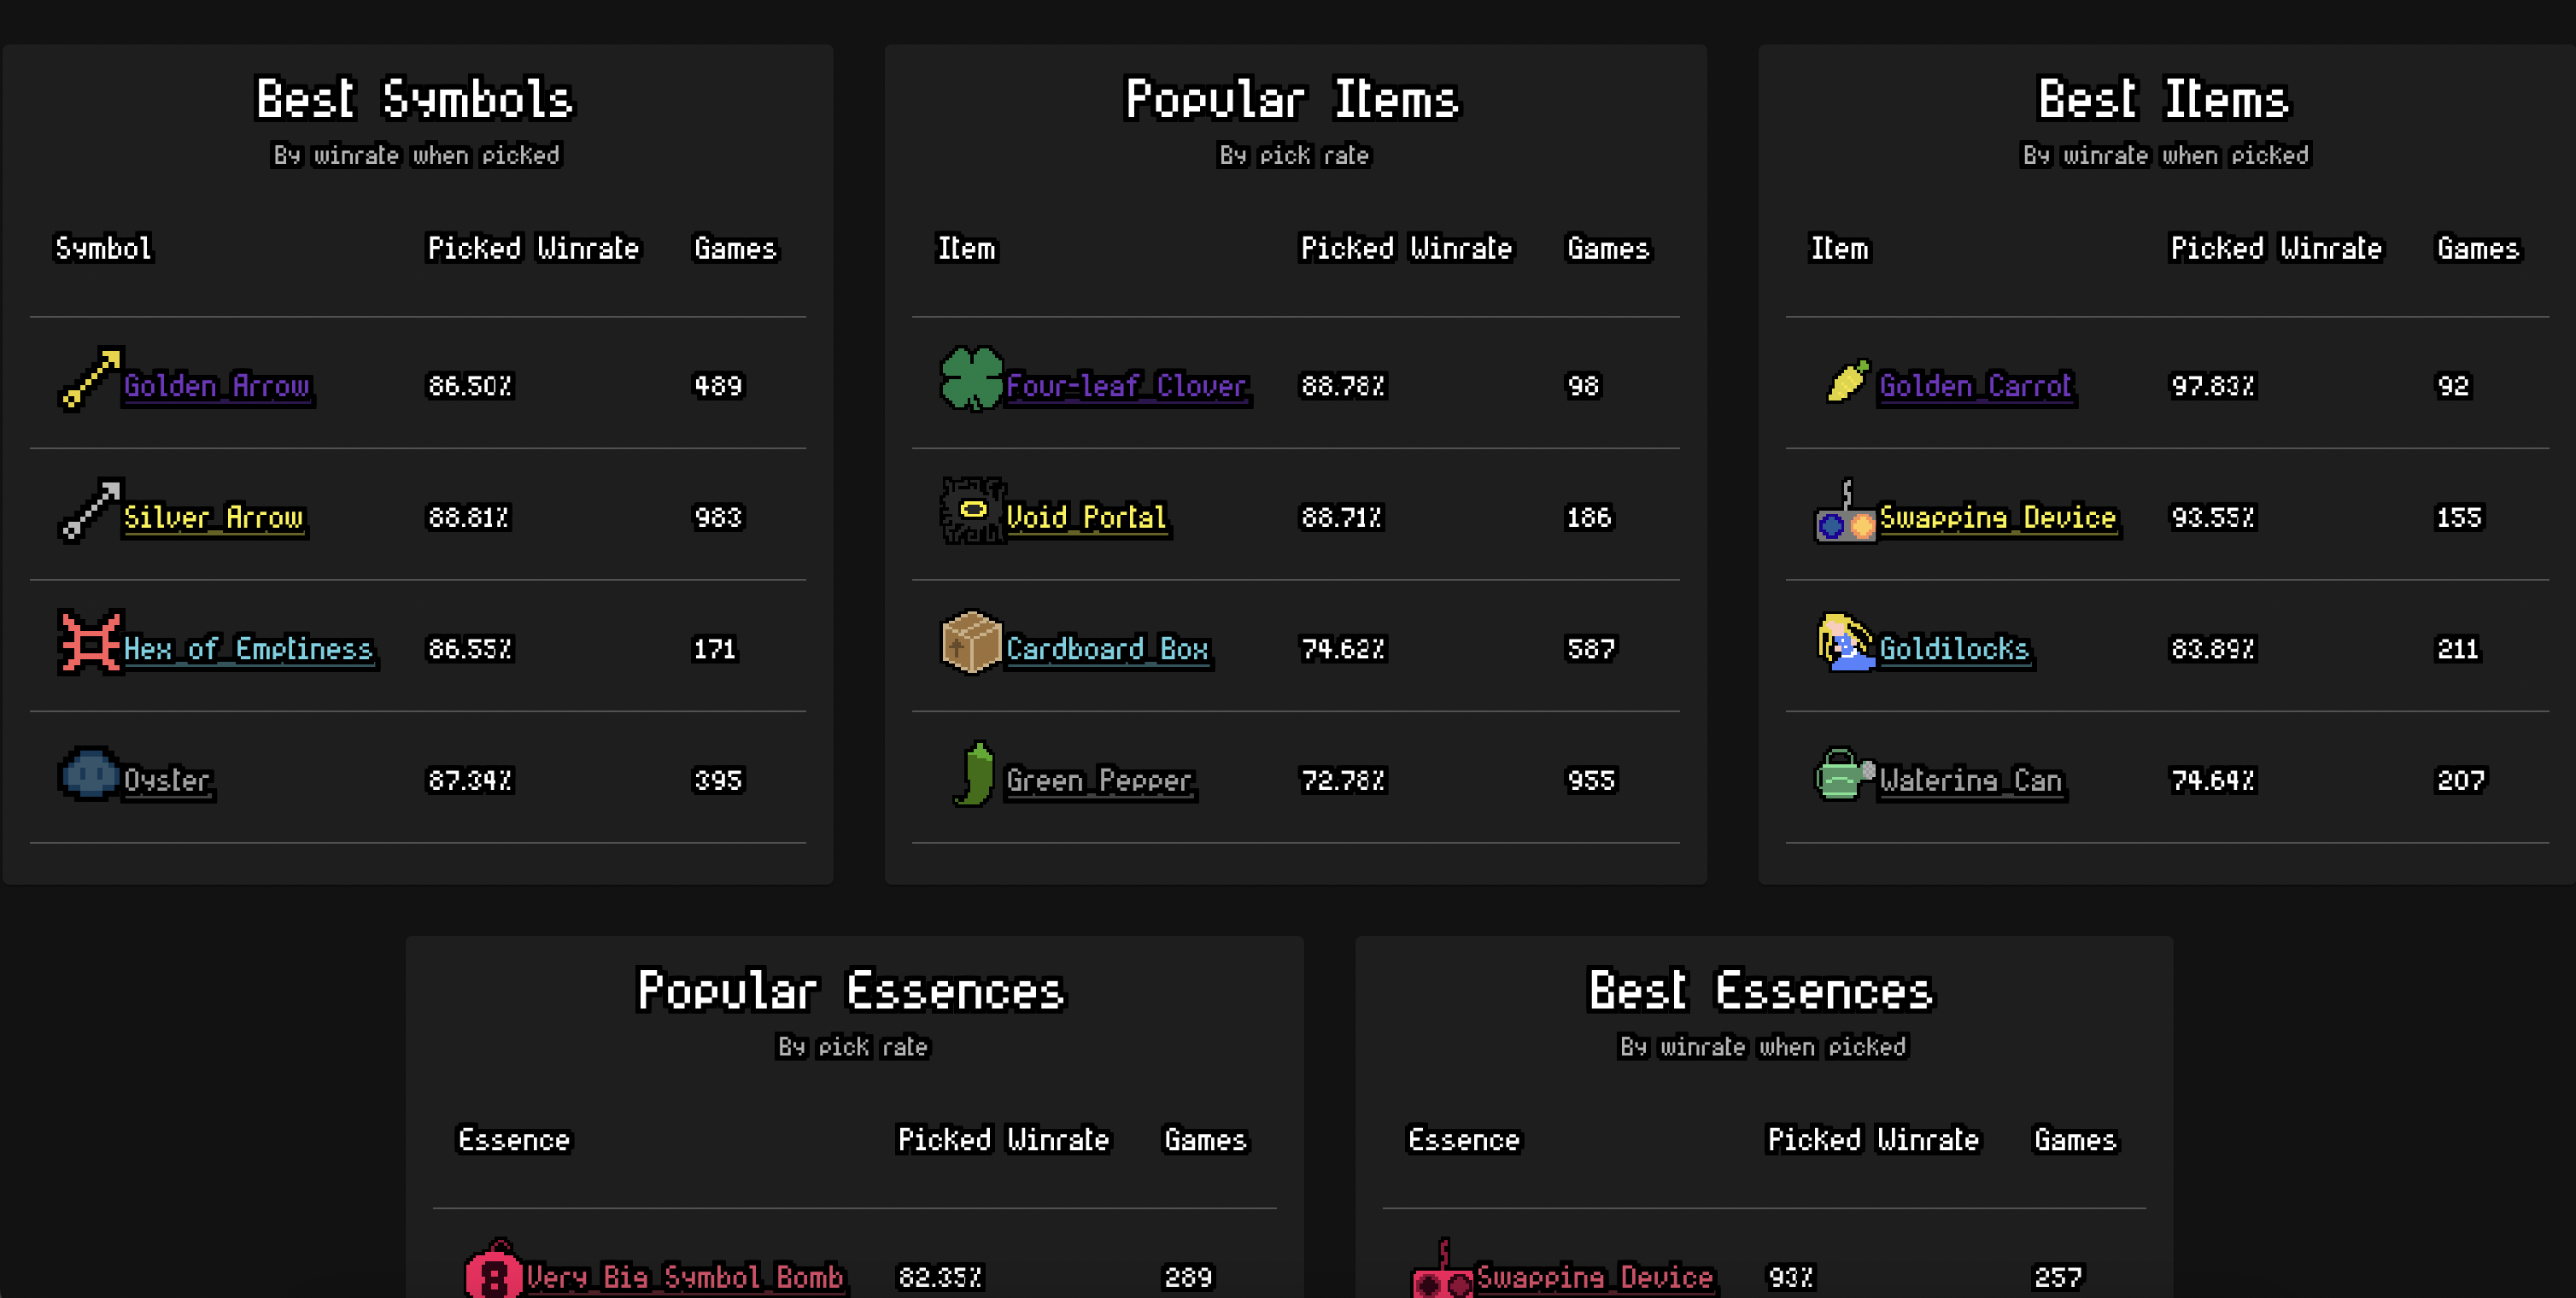 Best Symbols
By winrate when picked
Symbol Picked Winrate Games
Golden Arrow 86.50% 489
Silver Arrow 88.81% 983
Hex of Emptiness 86.55% 171
Oyster 87.34% 395
Popular Items
By pick rate
Item Picked Winrate Games
Four-leaf Clover 88.78% 98
Void Portal 88.71% 186
Cardboard Box 74.62% 587
Green Pepper 72.78% 955
Best Items
By winrate when picked
Item Picked Winrate Games
Golden Carrot 97.83% 92
Swapping Device 93.55% 155
Goldilocks 83.89% 211
Watering Can 74.64% 207
Popular Essences
By pick rate
Essence Picked Winrate Games
Very Big Symbol Bomb 82.35% 289
Best Essences
By winrate when picked
Essence Picked Winrate Games
Swapping Device 93% 257